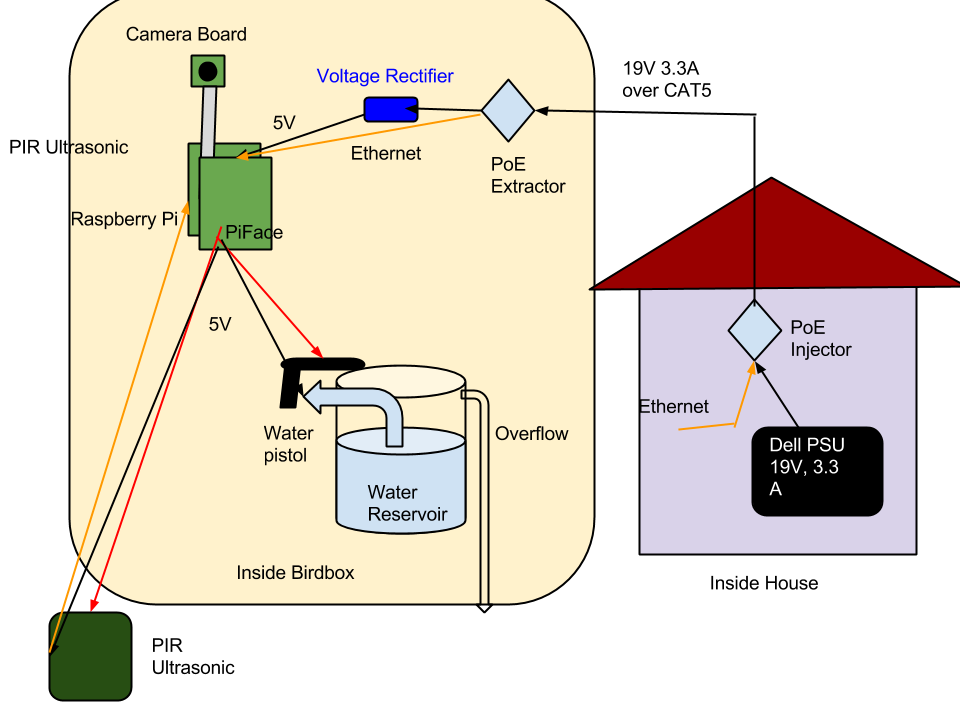 Camera Board
Voltage Rectifier
19V 3.3A
over CAT5
5V
PIR Ultrasonic
Ethernet
PoE
Extractor
Raspberry Pi
PiFace
5V
PoE
Injector
Ethernet
Water
pistol
Overflow
Dell PSU
19V, 3.3
A
Water
Reservoir
Inside Birdbox
Inside House
PIR
Ultrasonic